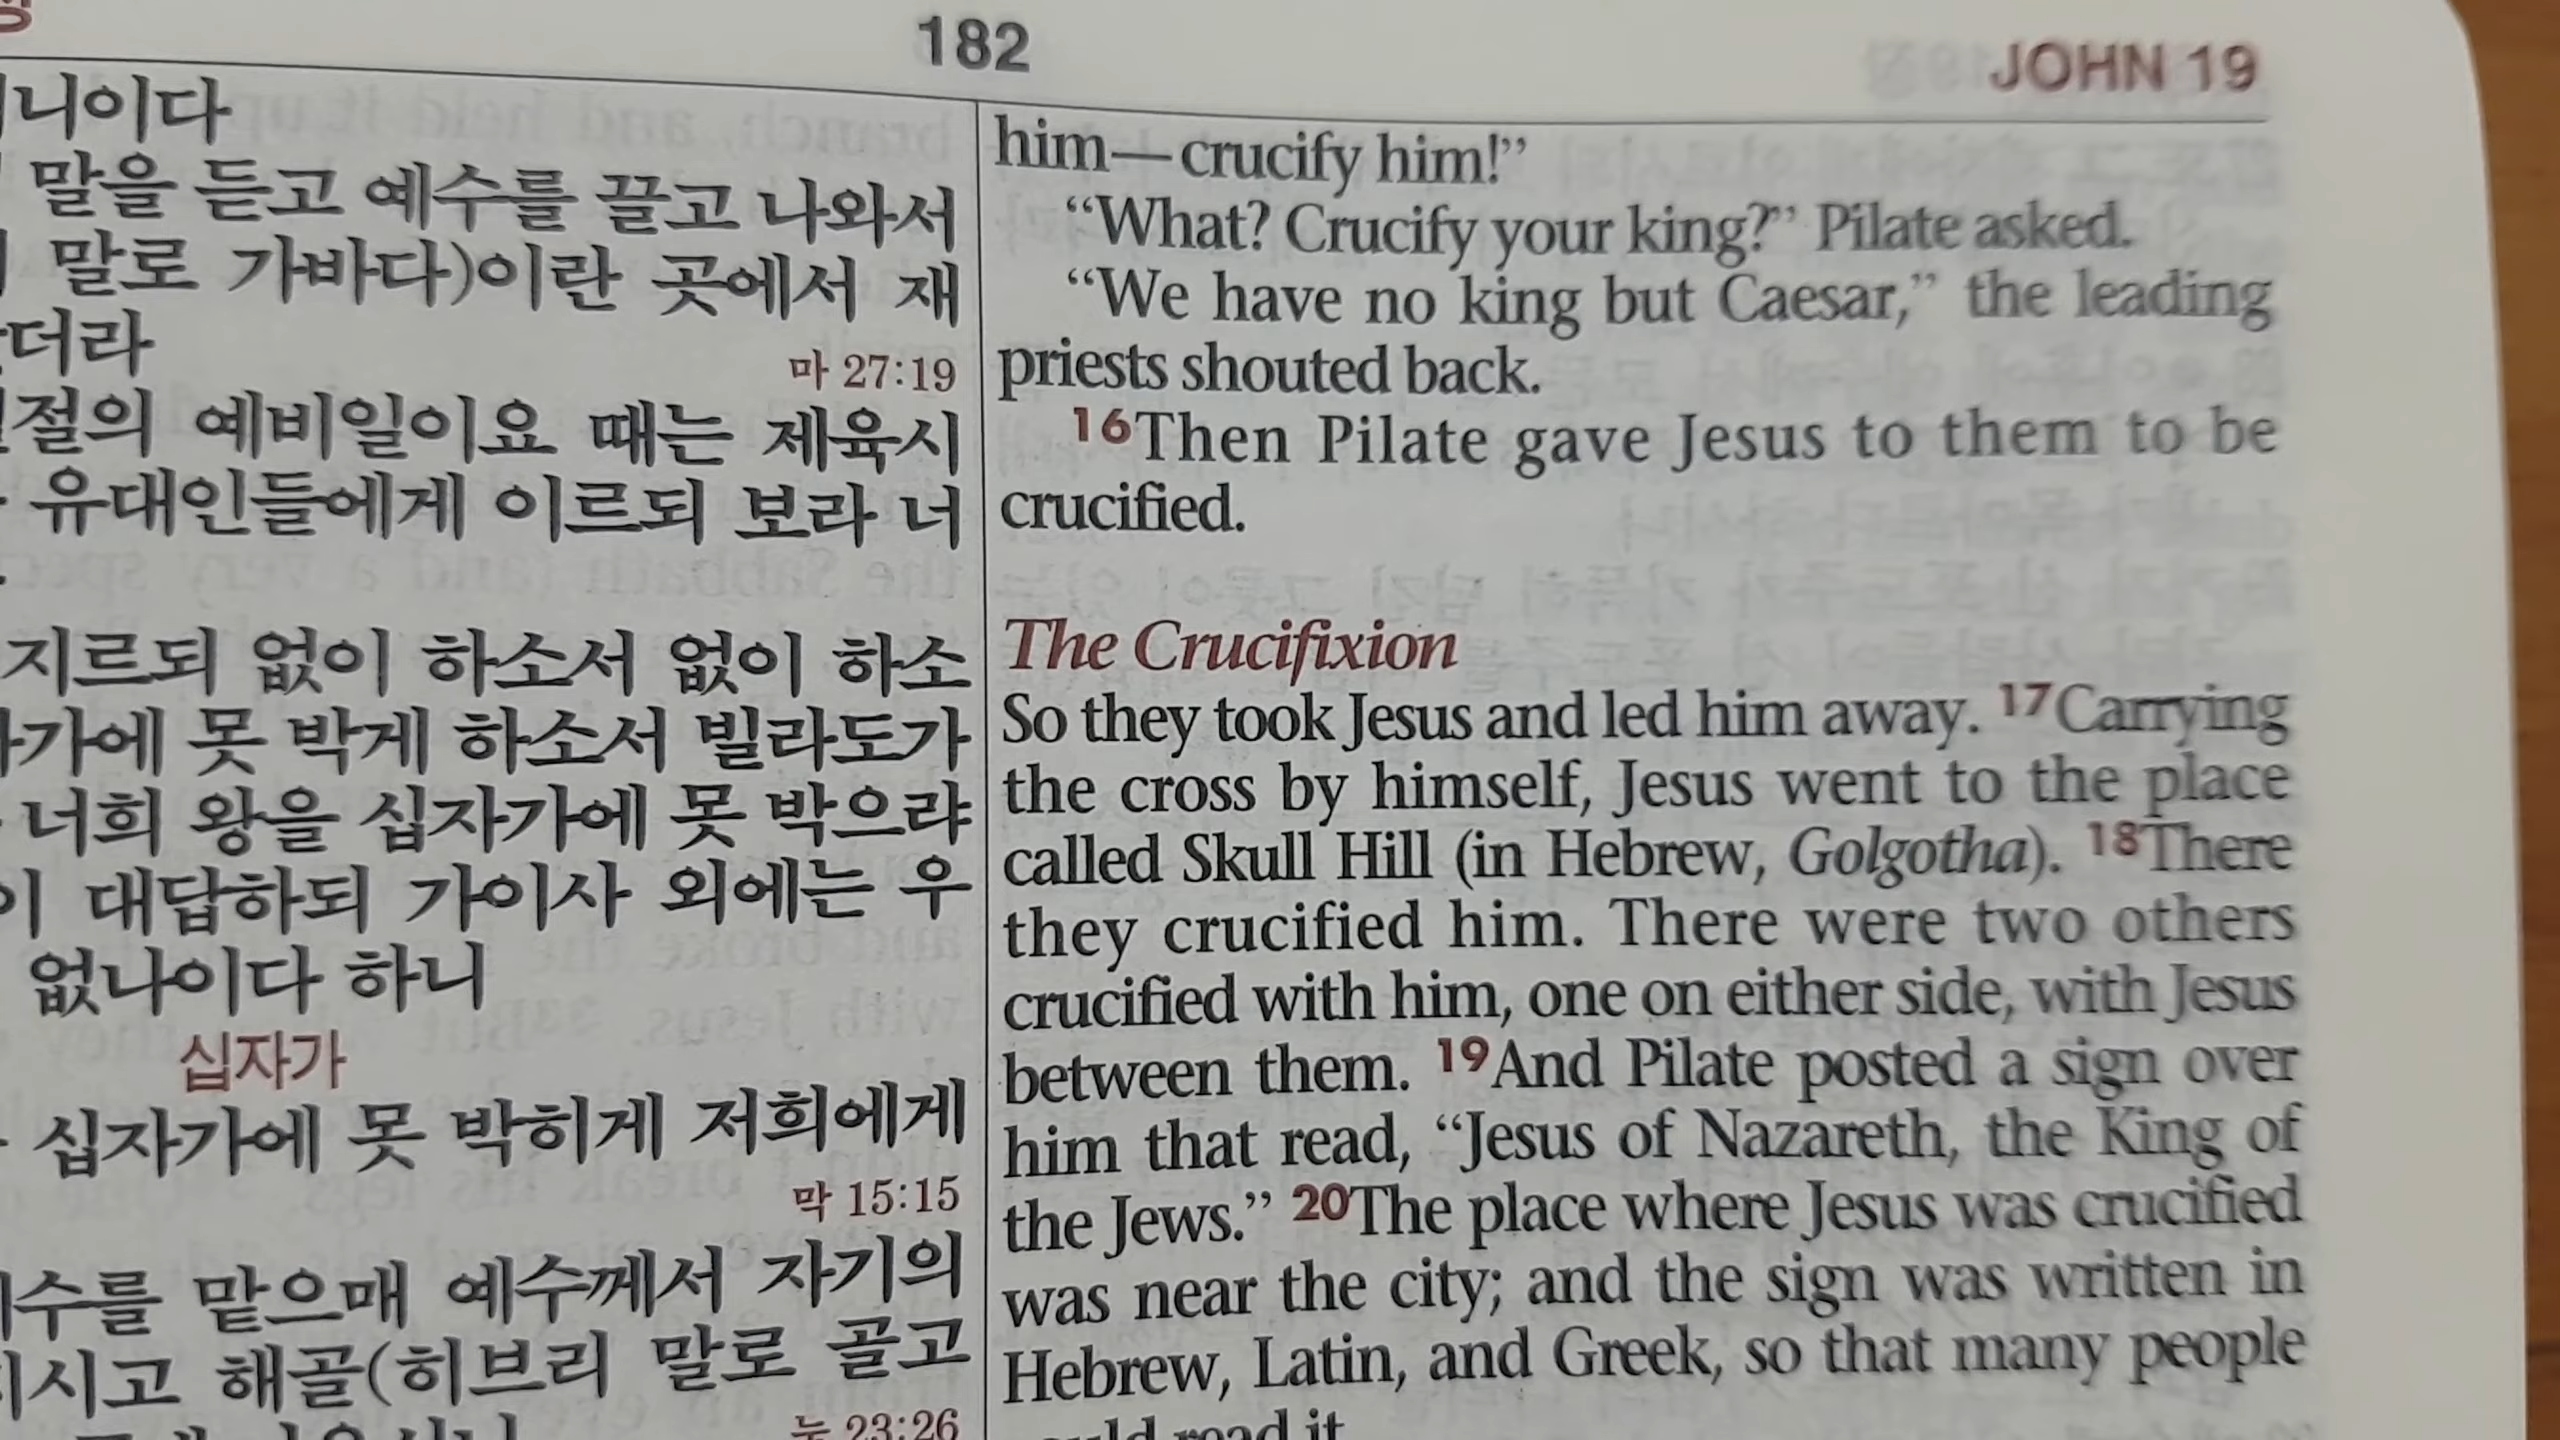 182
JOHN 19
니이다
말을 듣고 예수를 끌고 나와서
말로 가바다)이란 곳에서 재
더라
마 27:19
절의 예비일이요 때는 제육시
유대인들에게 이르되 보라 너
지르되 없이 하소서 없이 하소
가에 못 박게 하소서 빌라도가
너희 왕을 십자가에 못 박으랴
이 대답하되 가이사 외에는 우
없나이다 하니
십자가
십자가에 못 박히게 저희에게
막 15:15
수를 맡으매 예수께서 자기의
시고 해골(히브리 말로 골고
눅 23:26
him—crucify him!”
“What? Crucify your king?” Pilate asked.
“We have no king but Caesar,” the leading
priests shouted back.
16Then Pilate gave Jesus to them to be
crucified.
The Crucifixion
So they took Jesus and led him away. 17Carrying
the cross by himself, Jesus went to the place
called Skull Hill (in Hebrew, Golgotha). 18There
they crucified him. There were two others
crucified with him, one on either side, with Jesus
between them. 19And Pilate posted a sign over
him that read, “Jesus of Nazareth, the King of
the Jews.” 20The place where Jesus was crucified
was near the city; and the sign was written in
Hebrew, Latin, and Greek, so that many people
read it